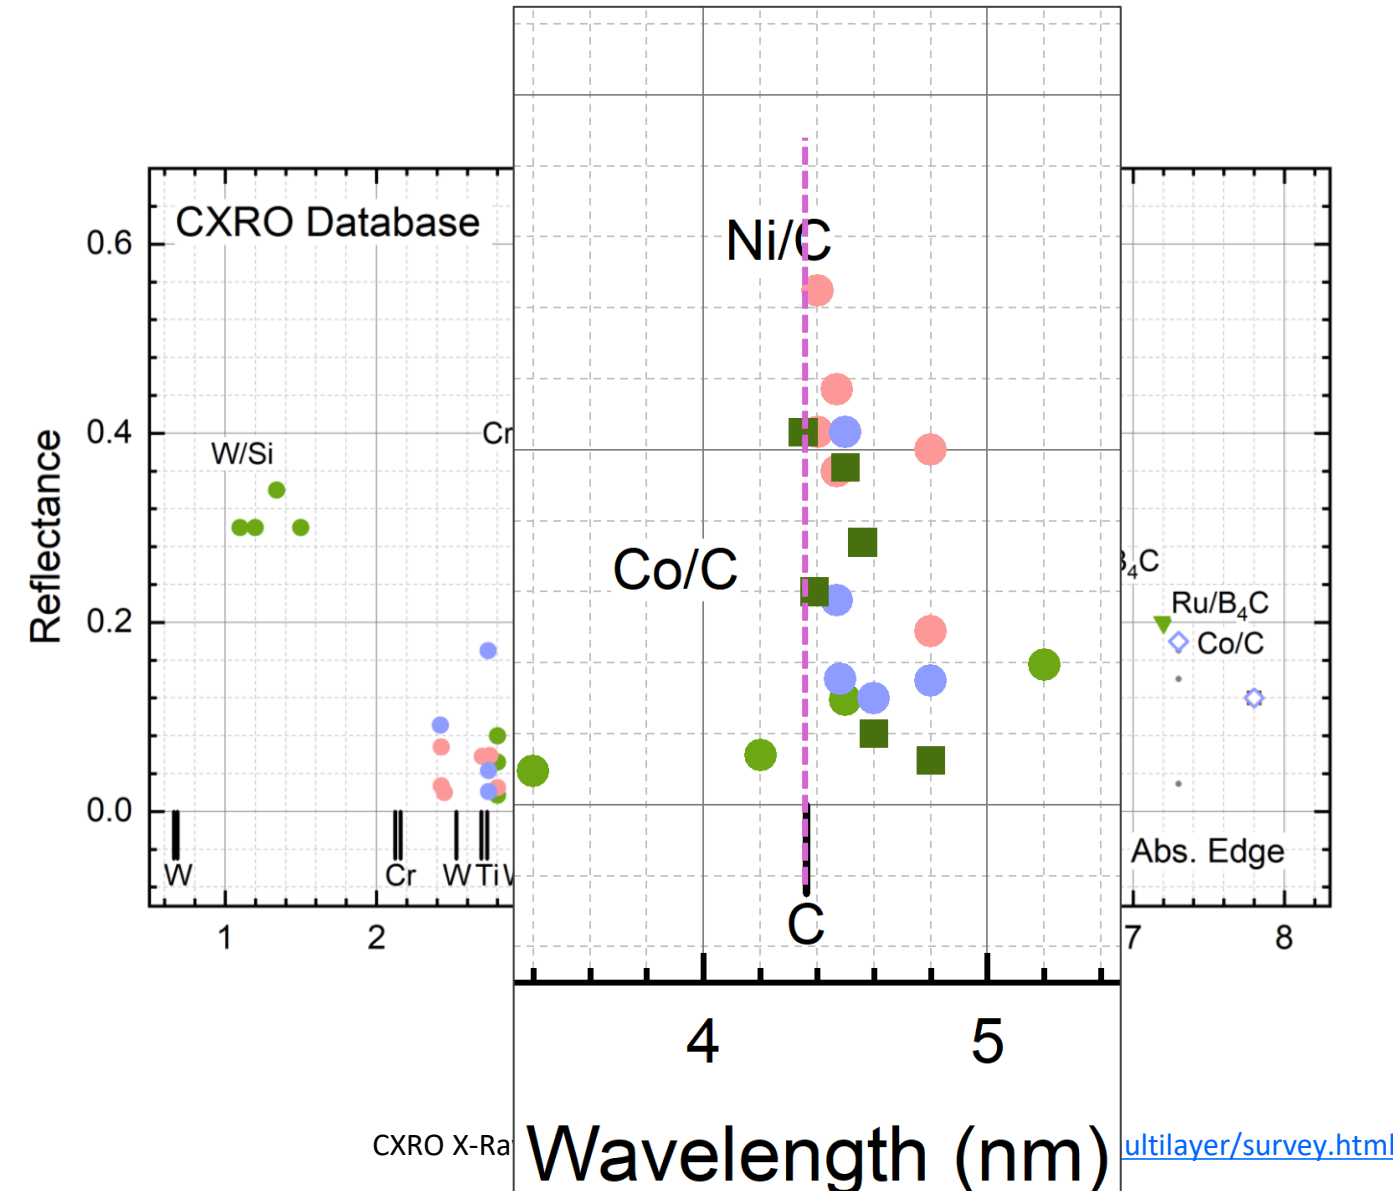 CXRO Database
Ni/C
W/Si
Cr
Co/C
B₄C
Ru/B₄C
Co/C
Reflectance
0.6
0.4
0.2
0.0
W
Cr
W
Ti
C
Abs. Edge
1
2
4
5
7
8
Wavelength (nm)
CXRO X-Ra
ultilayer/survey.html